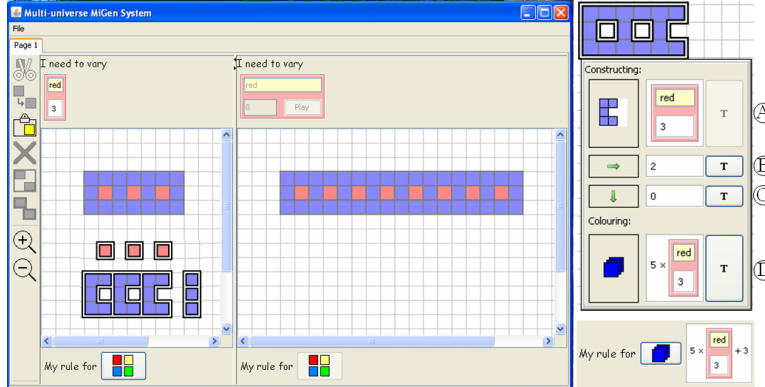 Multi-universe MiGen System
File
Page 1
I need to vary
red
3
I need to vary
red
8
Play
My rule for
My rule for
Constructing:
red
3
T
A
→
2
T
B
↓
0
T
C
Colouring:
5 ×
red
3
T
D
My rule for
5 ×
red
3
+ 3